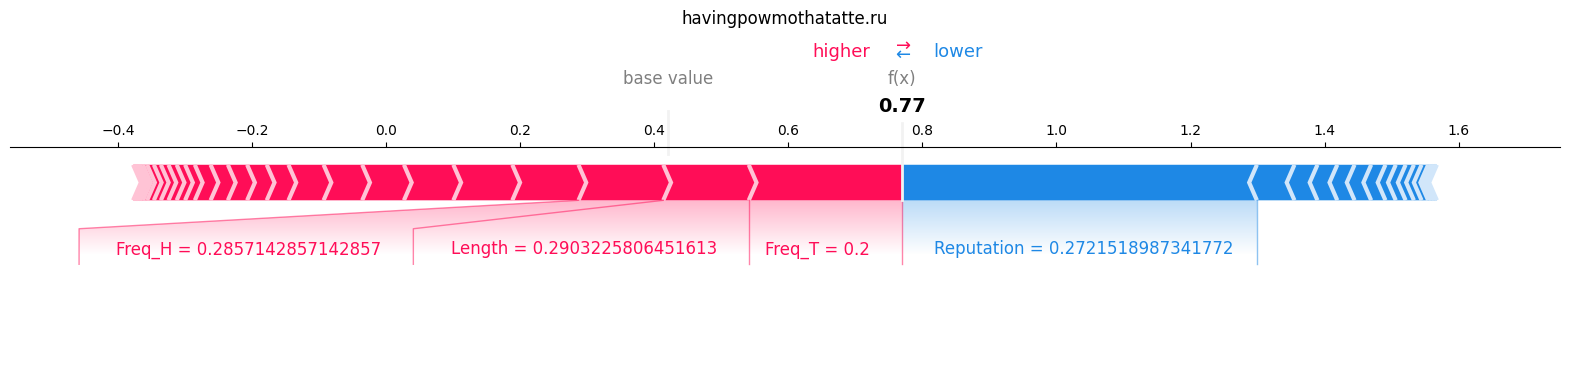 havingpowmothatatte.ru
higher → ← lower
base value f(x)
0.77
−0.4 −0.2 0.0 0.2 0.4 0.6 0.8 1.0 1.2 1.4 1.6
Freq_H = 0.2857142857142857 Length = 0.2903225806451613 Freq_T = 0.2 Reputation = 0.2721518987341772